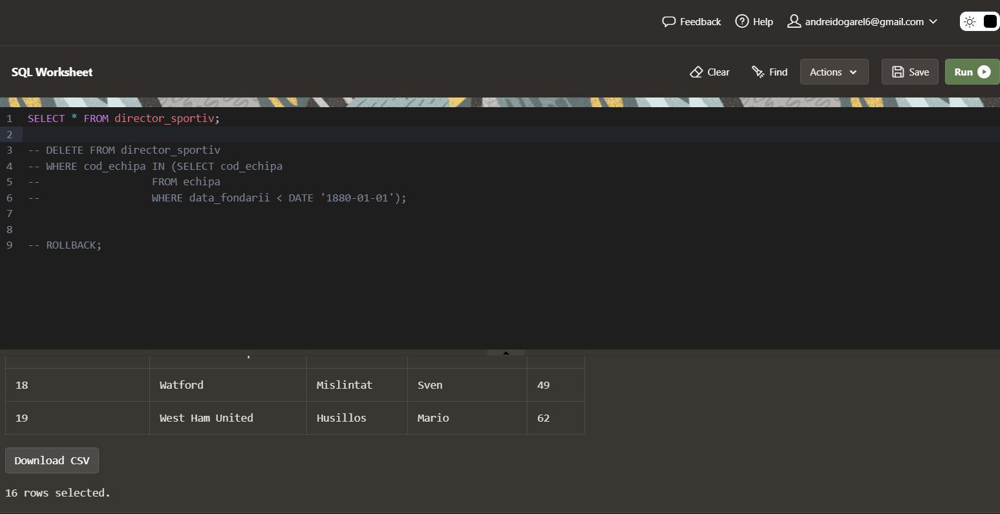 Feedback Help andreidogarel6@gmail.com
SQL Worksheet Clear Find Actions Save Run
1 SELECT * FROM director_sportiv;
2
3 -- DELETE FROM director_sportiv
4 -- WHERE cod_echipa IN (SELECT cod_echipa
5 -- FROM echipa
6 -- WHERE data_fondarii < DATE '1880-01-01');
7
8
9 -- ROLLBACK;
18 Watford Mislintat Sven 49
19 West Ham United Husillos Mario 62
Download CSV
16 rows selected.